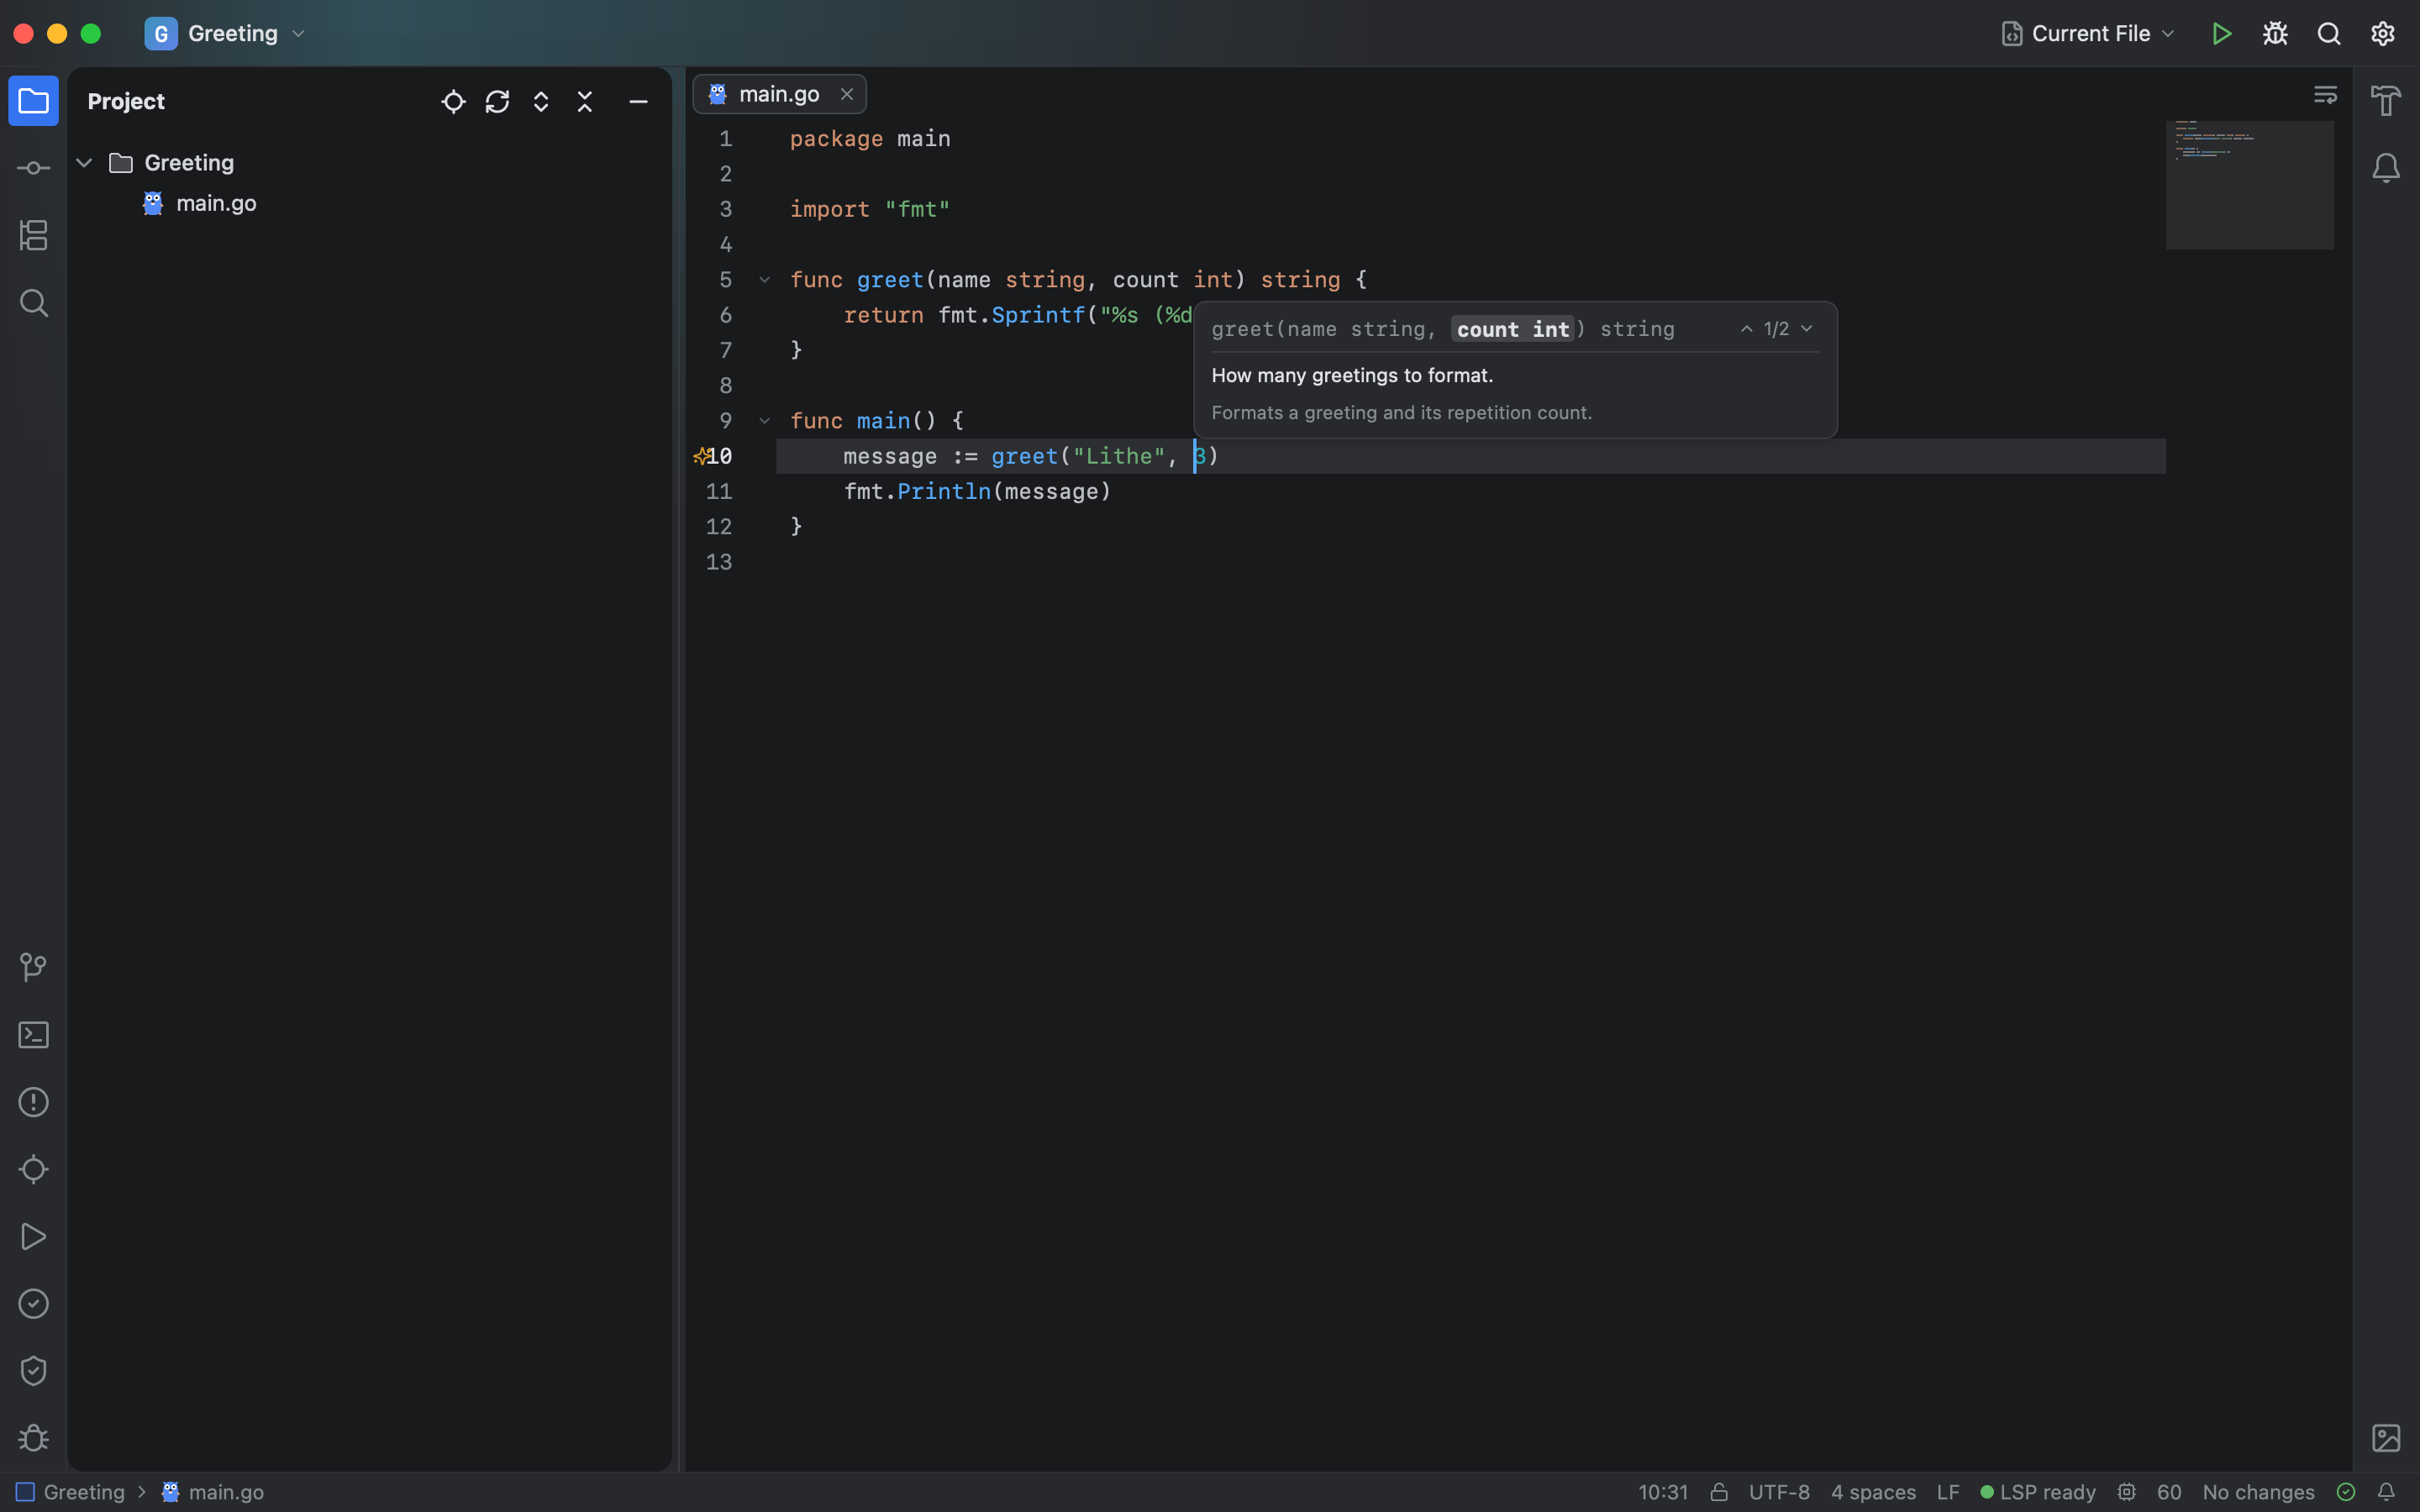 G Greeting
Current File
Project
Greeting
main.go
main.go
1 package main
2
3 import "fmt"
4
5 func greet(name string, count int) string {
6 return fmt.Sprintf("%s (%d
7 }
8
9 func main() {
10 message := greet("Lithe", 3)
11 fmt.Println(message)
12 }
13
greet(name string, count int) string 1/2
How many greetings to format.
Formats a greeting and its repetition count.
Greeting > main.go
10:31 UTF-8 4 spaces LF LSP ready 60 No changes